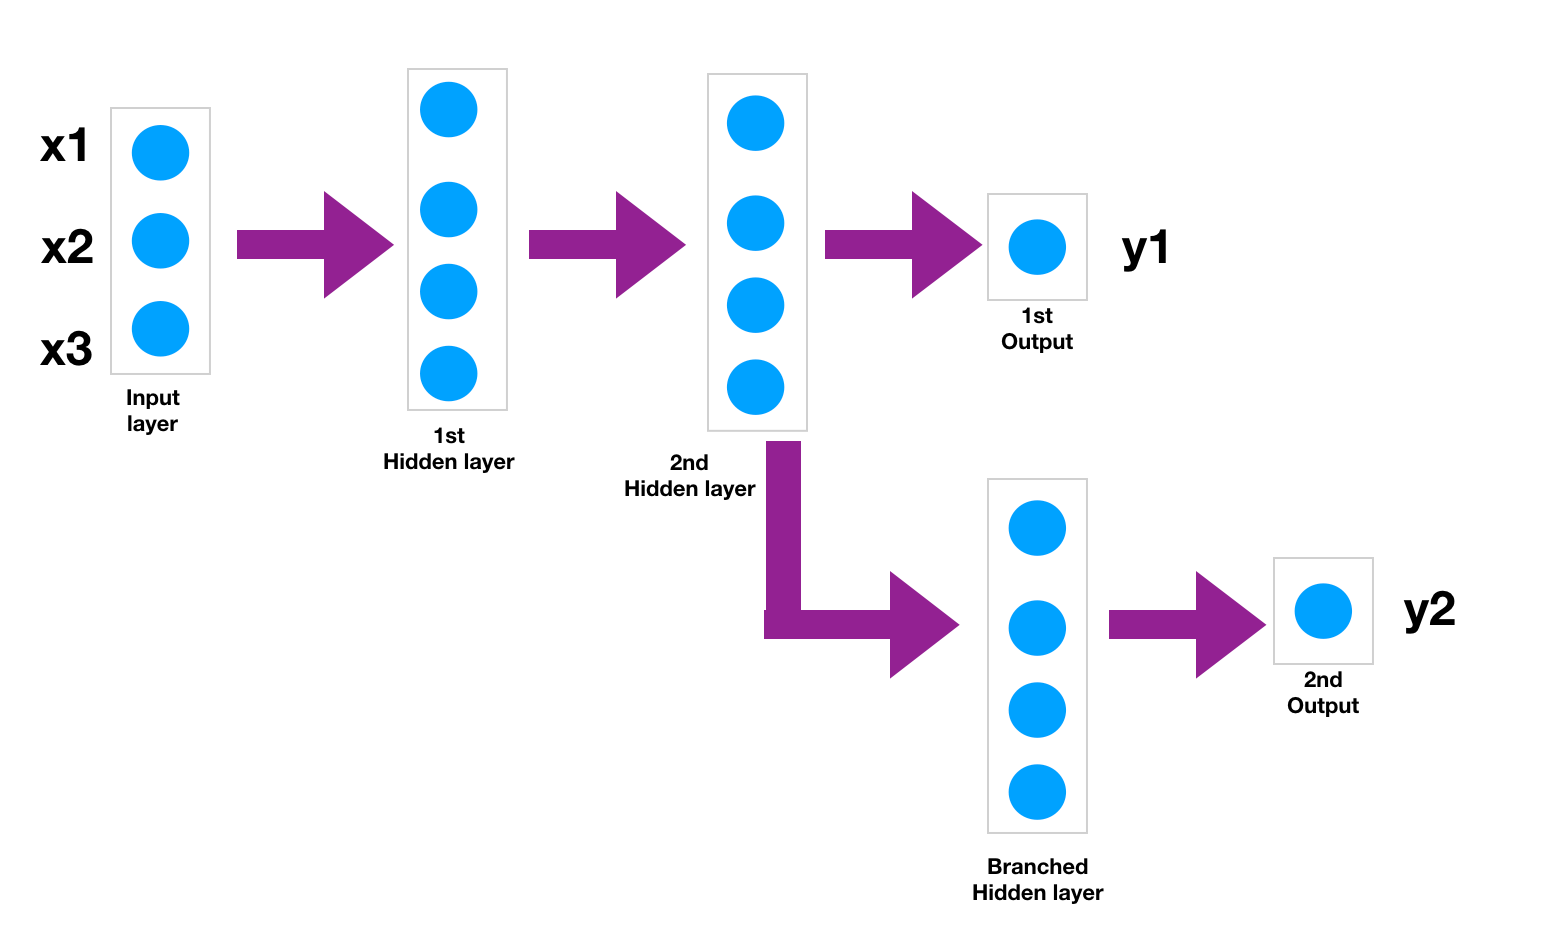 x1
x2
x3
Input
layer
1st
Hidden layer
2nd
Hidden layer
1st
Output
y1
Branched
Hidden layer
2nd
Output
y2